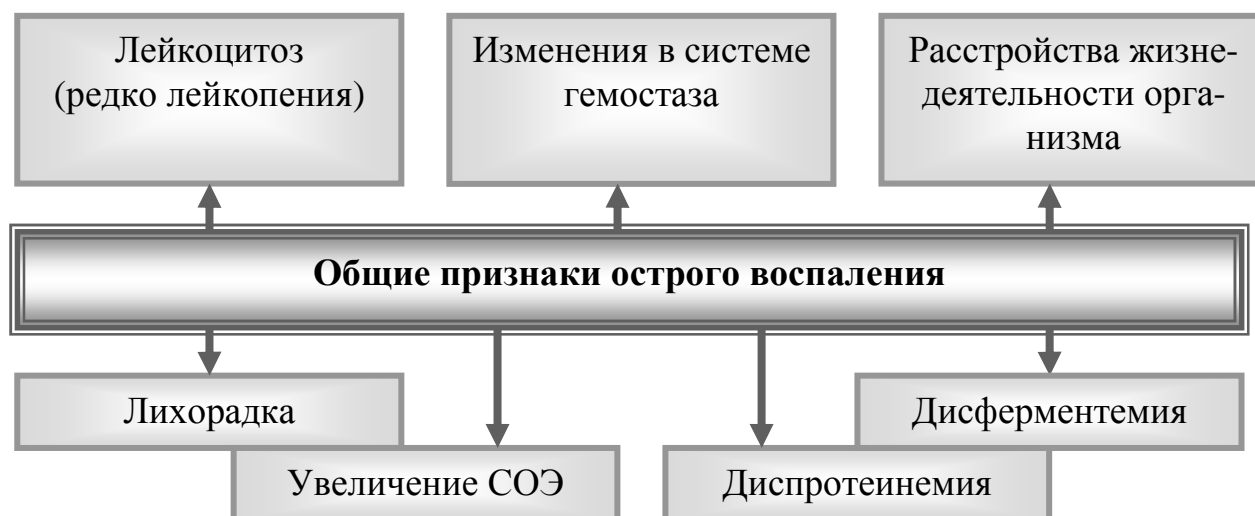 Лейкоцитоз
(редко лейкопения)
Изменения в системе
гемостаза
Расстройства жизне-
деятельности орга-
низма
Общие признаки острого воспаления
Лихорадка
Дисферментемия
Увеличение СОЭ
Диспротеинемия